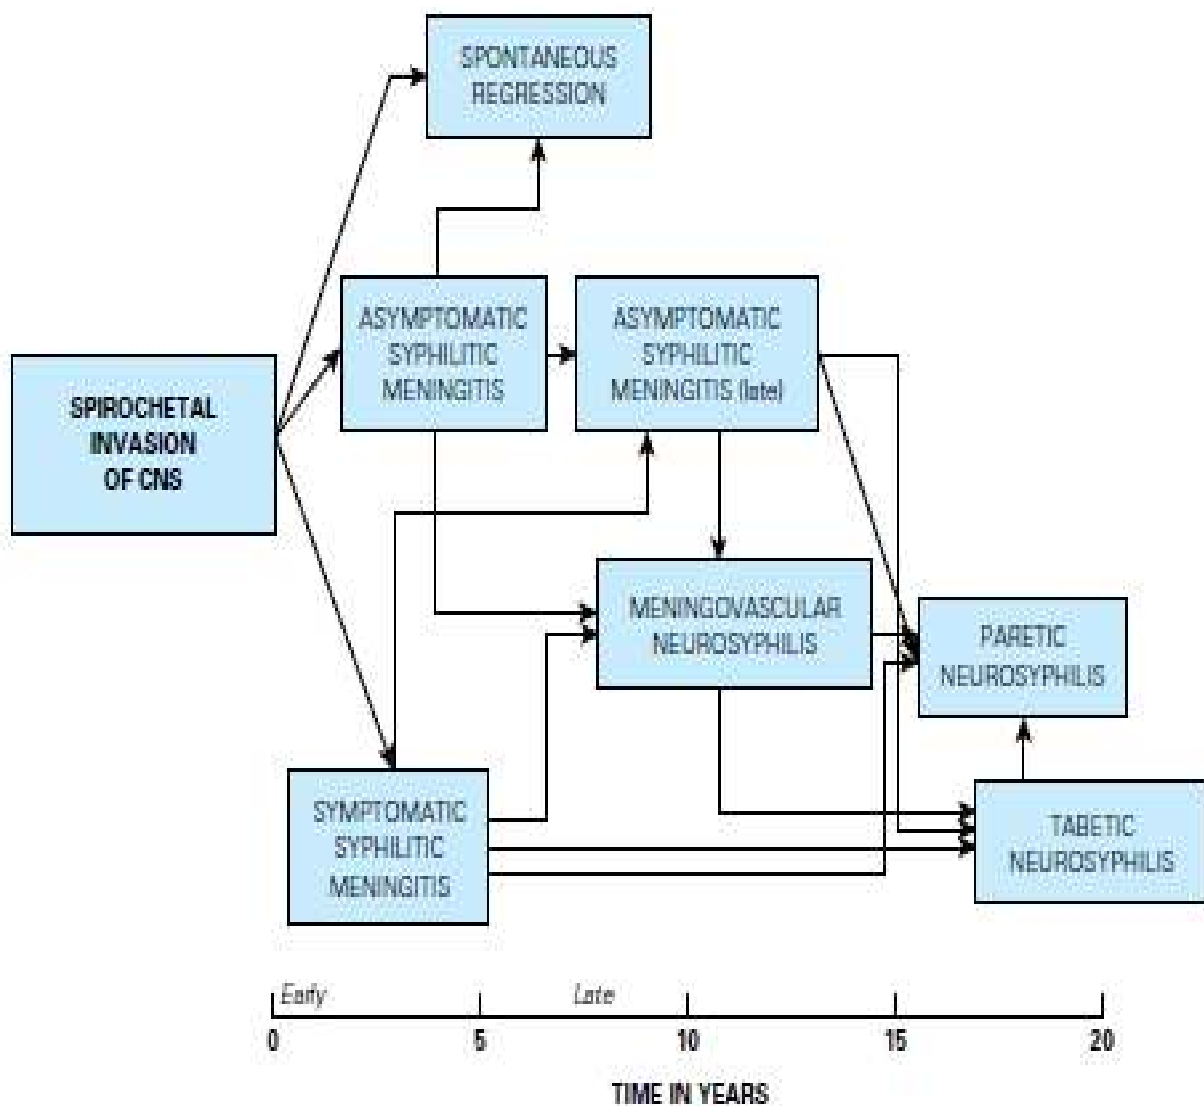 SPONTANEOUS
REGRESSION
ASYMPTOMATIC
SYPHILITIC
MENINGITIS
ASYMPTOMATIC
SYPHILITIC
MENINGITIS (late)
SPIROCHETAL
INVASION
OF CNS
MENINGOVASCULAR
NEUROSYPHILIS
PARETIC
NEUROSYPHILIS
SYMPTOMATIC
SYPHILITIC
MENINGITIS
TABETIC
NEUROSYPHILIS
Early Late
0 5 10 15 20
TIME IN YEARS